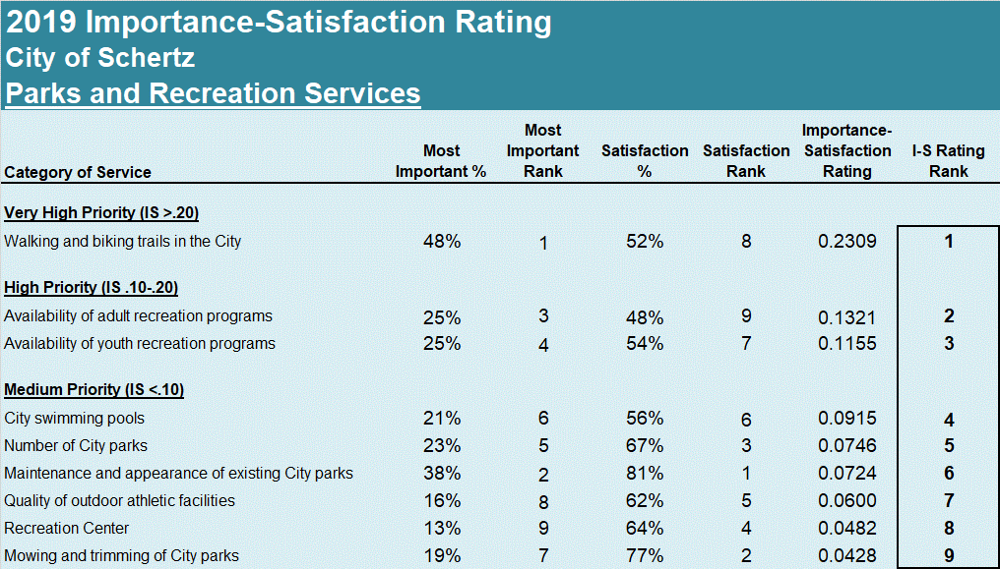 2019 Importance-Satisfaction Rating
City of Schertz
Parks and Recreation Services
Category of Service Most Important % Most Important Rank Satisfaction % Satisfaction Rank Importance-Satisfaction Rating I-S Rating Rank
Very High Priority (IS >.20)
Walking and biking trails in the City 48% 1 52% 8 0.2309 1
High Priority (IS .10-.20)
Availability of adult recreation programs 25% 3 48% 9 0.1321 2
Availability of youth recreation programs 25% 4 54% 7 0.1155 3
Medium Priority (IS <.10)
City swimming pools 21% 6 56% 6 0.0915 4
Number of City parks 23% 5 67% 3 0.0746 5
Maintenance and appearance of existing City parks 38% 2 81% 1 0.0724 6
Quality of outdoor athletic facilities 16% 8 62% 5 0.0600 7
Recreation Center 13% 9 64% 4 0.0482 8
Mowing and trimming of City parks 19% 7 77% 2 0.0428 9